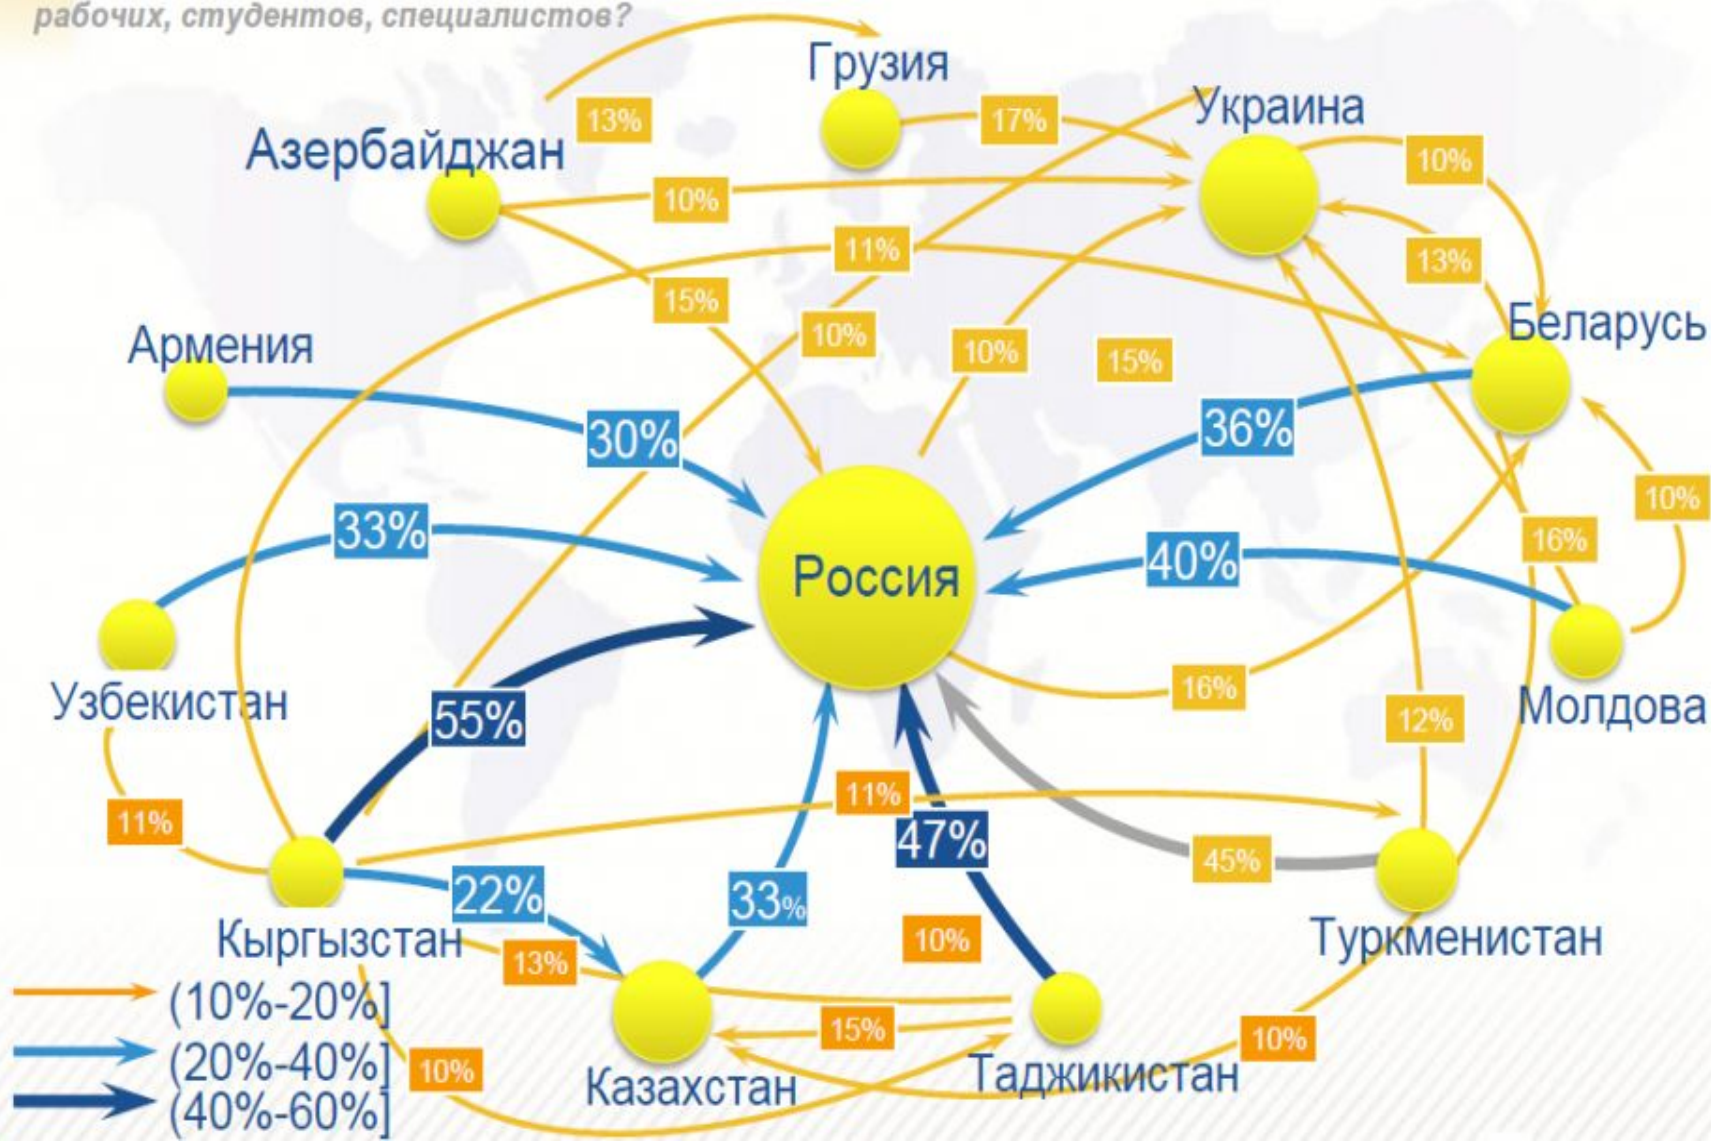 рабочих, студентов, специалистов?
Грузия
Украина
13%
17%
Азербайджан
10%
10%
11%
13%
15%
Армения
10%
10%
15%
Беларусь
30%
36%
33%
10%
40%
16%
Россия
Узбекистан
55%
16%
12%
Молдова
11%
11%
47%
45%
22%
33%
Кыргызстан
13%
10%
Туркменистан
(10%-20%]
15%
10%
(20%-40%]
10%
Казахстан
Таджикистан
(40%-60%]